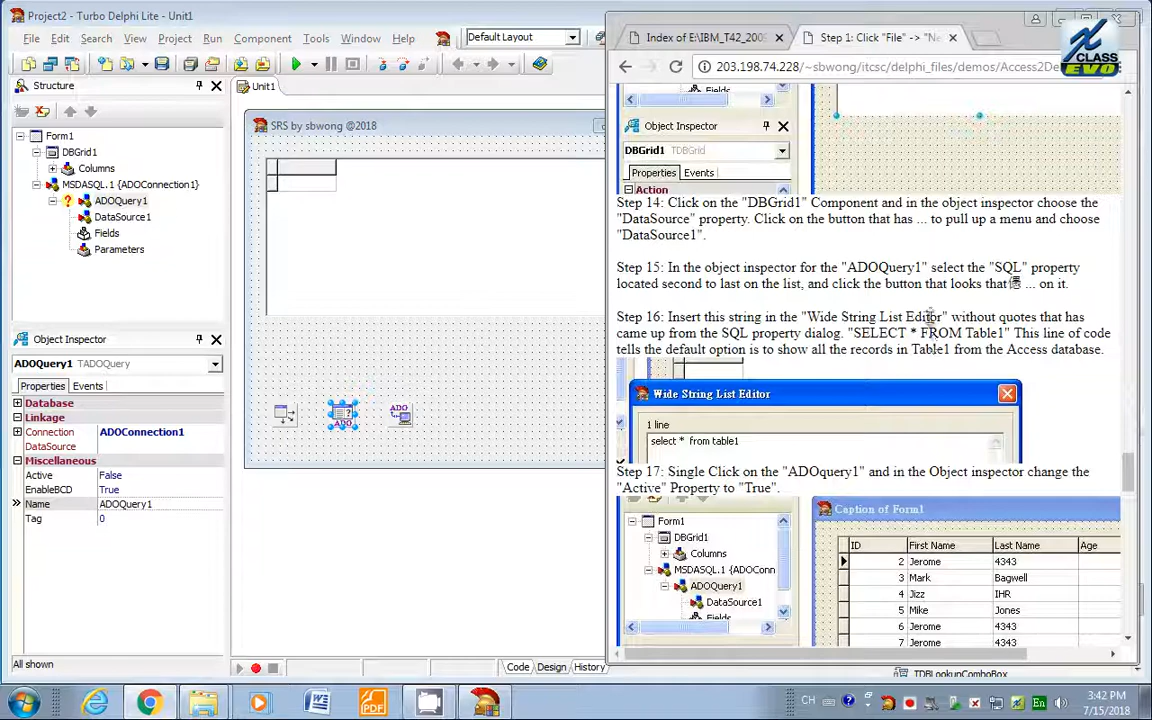 Project2 - Turbo Delphi Lite - Unit1
File Edit Search View Project Run Component Tools Window Help
Default Layout
Structure
Unit1
Form1
DBGrid1
Columns
MSDASQL.1 {ADOConnection1}
ADOQuery1
DataSource1
Fields
Parameters
Object Inspector
ADOQuery1 TADOQuery
Properties Events
Database
Linkage
Connection ADOConnection1
DataSource
Miscellaneous
Active False
EnableBCD True
Name ADOQuery1
Tag 0
All shown
SRS by sbwong @2018
ADO
ADO
Code Design History
Index of E:\IBM_T42_200
Step 1: Click "File" -> "Ne
X CLASS
EVO
203.198.74.228/~sbwong/itcsc/delphi_files/demos/Access2De
Fields
Object Inspector
DBGrid1 TDBGrid
Properties Events
Action
Step 14: Click on the "DBGrid1" Component and in the object inspector choose the
"DataSource" property. Click on the button that has ... to pull up a menu and choose
"DataSource1".
Step 15: In the object inspector for the "ADOQuery1" select the "SQL" property
located second to last on the list, and click the button that looks that ... on it.
Step 16: Insert this string in the "Wide String List Editor" without quotes that has
came up from the SQL property dialog. "SELECT * FROM Table1" This line of code
tells the default option is to show all the records in Table1 from the Access database.
Wide String List Editor
1 line
select * from table1
Step 17: Single Click on the "ADOquery1" and in the Object inspector change the
"Active" Property to "True".
Form1
DBGrid1
Columns
MSDASQL.1 {ADOConn
ADOQuery1
DataSource1
Fields
Caption of Form1
ID First Name Last Name Age
2 Jerome 4343
3 Mark Bagwell
4 Jizz IHR
5 Mike Jones
6 Jerome 4343
7 Jerome 4343
TDBLookupComboBox
PDF
CH
En
3:42 PM
7/15/2018